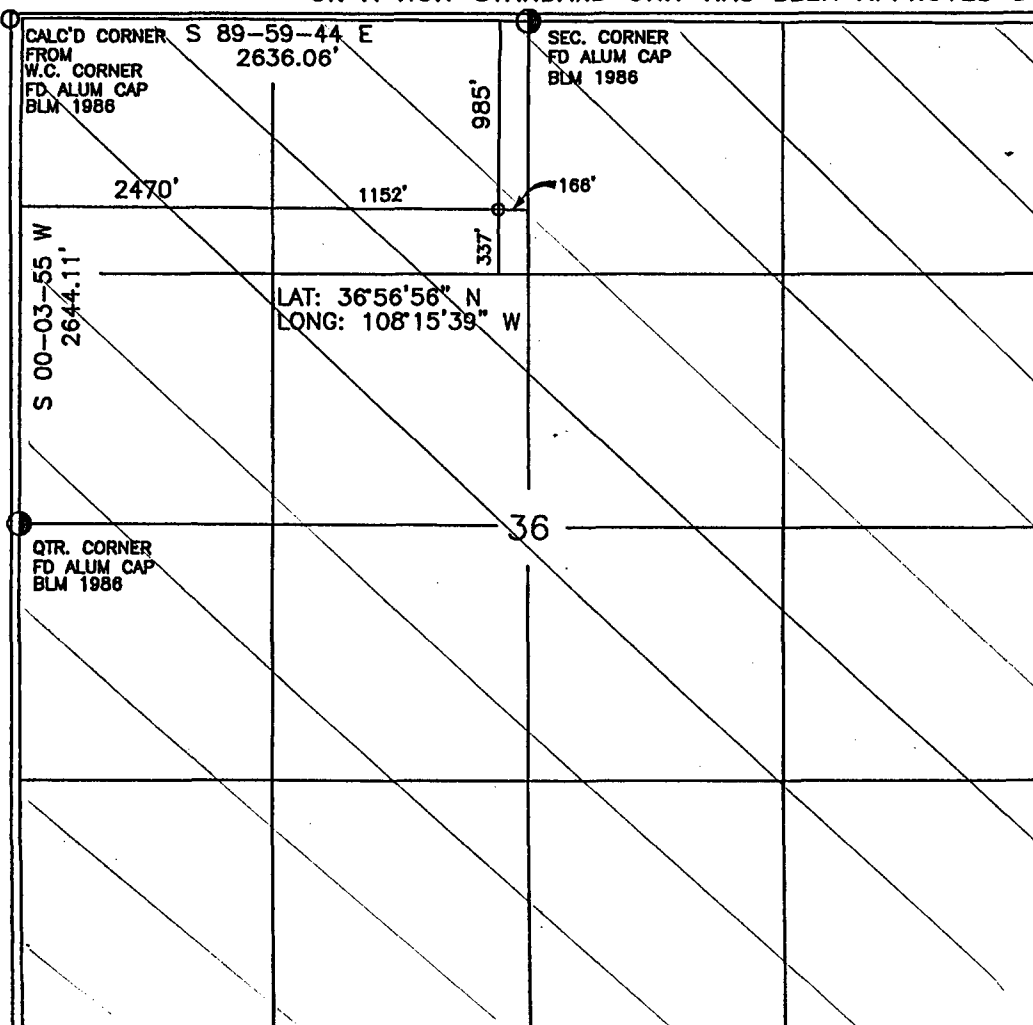 CALC'D CORNER
FROM
W.C. CORNER
FD ALUM CAP
BLM 1986
S 89-59-44 E
2636.06'
SEC. CORNER
FD ALUM CAP
BLM 1986
985'
2470'
1152'
166'
337'
S 00-03-55 W
2644.11'
LAT: 36°56'56" N
LONG: 108°15'39" W
36
QTR. CORNER
FD ALUM CAP
BLM 1986